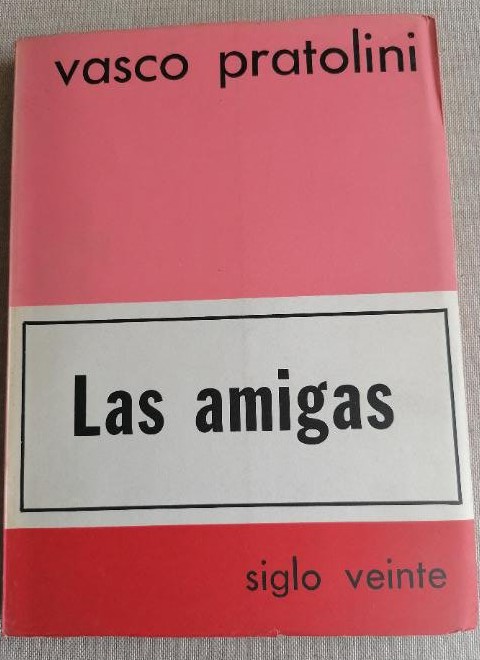 vasco pratolini
Las amigas
siglo veinte